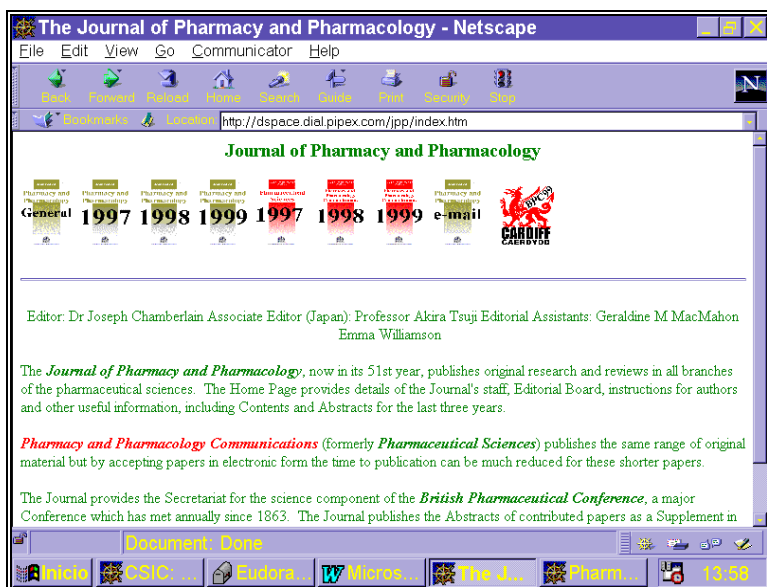 The Journal of Pharmacy and Pharmacology - Netscape
File Edit View Go Communicator Help
Back Forward Reload Home Search Guide Print Security Stop
N
Bookmarks Location: http://dspace.dial.pipex.com/jpp/index.htm
Journal of Pharmacy and Pharmacology
General 1997 1998 1999 1997 1998 1999 e-mail
BPC99
CARDIFF
CAERDYDD
Editor: Dr Joseph Chamberlain Associate Editor (Japan): Professor Akira Tsuji Editorial Assistants: Geraldine M MacMahon
Emma Williamson
The Journal of Pharmacy and Pharmacology, now in its 51st year, publishes original research and reviews in all branches
of the pharmaceutical sciences. The Home Page provides details of the Journal's staff, Editorial Board, instructions for authors
and other useful information, including Contents and Abstracts for the last three years.
Pharmacy and Pharmacology Communications (formerly Pharmaceutical Sciences) publishes the same range of original
material but by accepting papers in electronic form the time to publication can be much reduced for these shorter papers.
The Journal provides the Secretariat for the science component of the British Pharmaceutical Conference, a major
Conference which has met annually since 1863. The Journal publishes the Abstracts of contributed papers as a Supplement in
Document: Done
Inicio CSIC: ... Eudora... Micros... The J... Pharm... 13:58